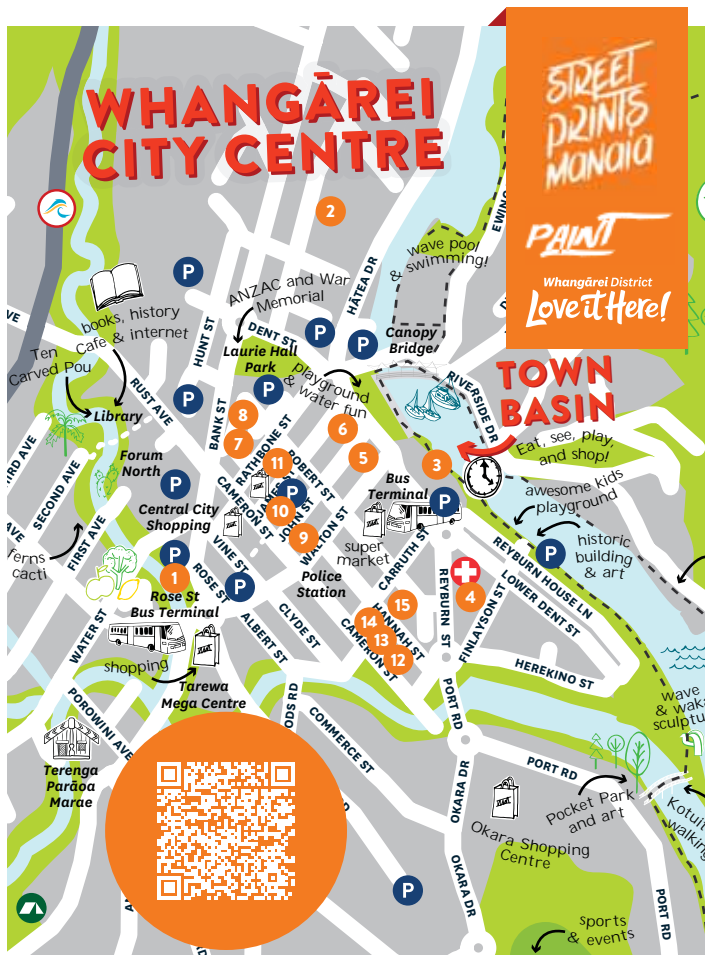 WHANGĀREI
CITY CENTRE
STREET
PRINTS
MANAIA
PAINT
Whangārei District
Love it Here!
2
EWING
wave pool
& swimming!
P
HĀTEA DR
ANZAC and War
Memorial
books, history
Cafe & internet
HUNT ST
DENT ST
P
P
Canopy
Bridge
Laurie Hall
Park
Ten
Carved Pou
playground
& water fun
RIVERSIDE DR
TOWN
BASIN
RUST AVE
P
P
Library
BANK ST
8
7
6
Eat, see, play,
and shop!
RATHBONE ST
ROBERT ST
SECOND AVE
Forum
North
11
5
3
P
P
Bus
Terminal
P
awesome kids
playground
CAMERON ST
10
JOHN ST
Central City
Shopping
WALTON ST
FIRST AVE
VINE ST
9
super
market
historic
building
& art
P
ferns
cacti
P
1
ROSE ST
P
Police
Station
CARRUTH ST
REYBURN HOUSE LN
LOWER DENT ST
REYBURN ST
4
FINLAYSON ST
Rose St
Bus Terminal
15
14
13
12
HANNAH ST
CAMERON ST
WATER ST
ALBERT ST
CLYDE ST
shopping
HEREKINO ST
Tarewa
Mega Centre
PORT RD
wave
& waka
POROWINI AVE
COMMERCE ST
Terenga
Parāoa
Marae
PORT RD
OKARA DR
Pocket Park
and art
Okara Shopping
Centre
OKARA DR
P
PORT RD
sports
& events